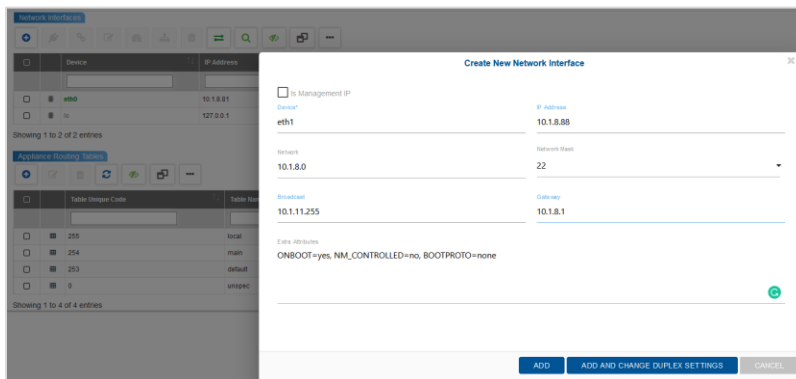 Network Interfaces
Device
IP Address
eth0
10.1.8.81
lo
127.0.0.1
Showing 1 to 2 of 2 entries
Appliance Routing Tables
Table Unique Code
Table Nam
255
local
254
main
253
default
0
unspec
Showing 1 to 4 of 4 entries
Create New Network Interface
Is Management IP
Device*
IP Address
eth1
10.1.8.88
Network
Network Mask
10.1.8.0
22
Broadcast
Gateway
10.1.11.255
10.1.8.1
Extra Attributes
ONBOOT=yes, NM_CONTROLLED=no, BOOTPROTO=none
ADD
ADD AND CHANGE DUPLEX SETTINGS
CANCEL